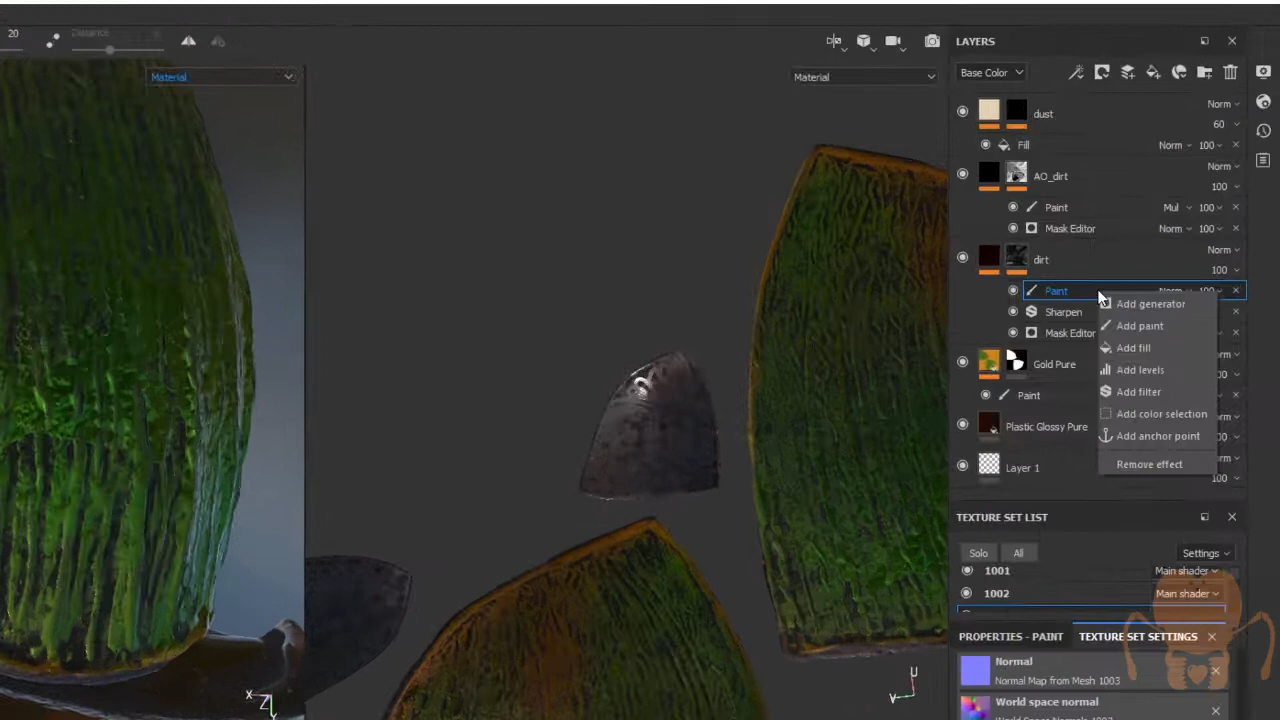 20
Distance
Material
Material
LAYERS
Base Color
dust
Norm
60
Fill
Norm
100
AO_dirt
Norm
100
Paint
Mul
100
Mask Editor
Norm
100
dirt
Norm
100
Paint
Norm
100
Add generator
Sharpen
Add paint
Mask Editor
Add fill
Gold Pure
Add levels
Paint
Add filter
Add color selection
Plastic Glossy Pure
Add anchor point
Layer 1
Remove effect
100
TEXTURE SET LIST
Solo
All
Settings
1001
Main shader
1002
Main shader
PROPERTIES - PAINT
TEXTURE SET SETTINGS
Normal
Normal Map from Mesh 1003
World space normal
X
Z
U
V